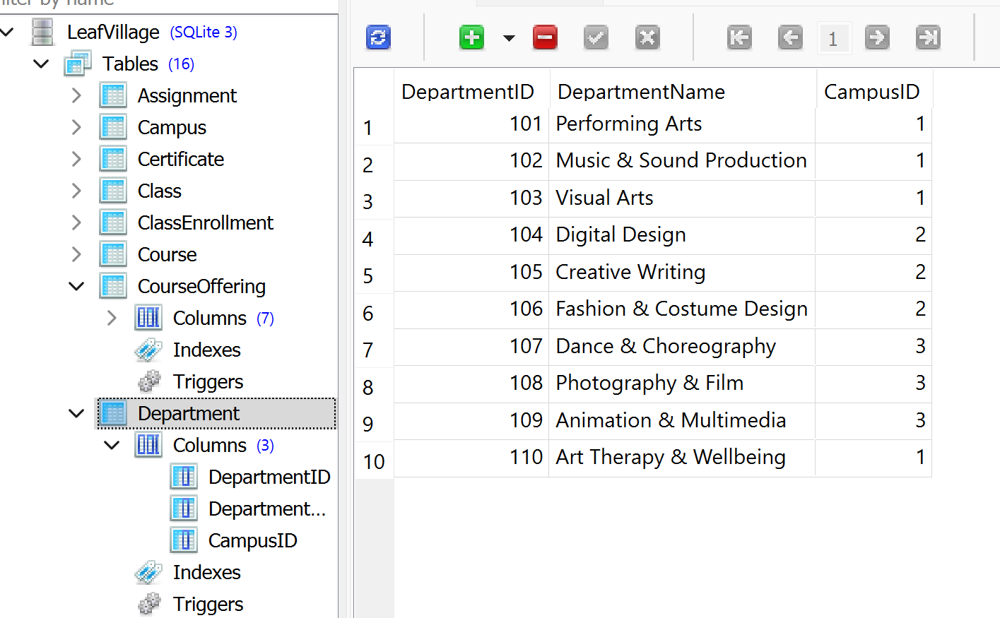 filter by name
LeafVillage (SQLite 3)
Tables (16)
Assignment
Campus
Certificate
Class
ClassEnrollment
Course
CourseOffering
Columns (7)
Indexes
Triggers
Department
Columns (3)
DepartmentID
Department...
CampusID
Indexes
Triggers
1
DepartmentID DepartmentName CampusID
1 101 Performing Arts 1
2 102 Music & Sound Production 1
3 103 Visual Arts 1
4 104 Digital Design 2
5 105 Creative Writing 2
6 106 Fashion & Costume Design 2
7 107 Dance & Choreography 3
8 108 Photography & Film 3
9 109 Animation & Multimedia 3
10 110 Art Therapy & Wellbeing 1